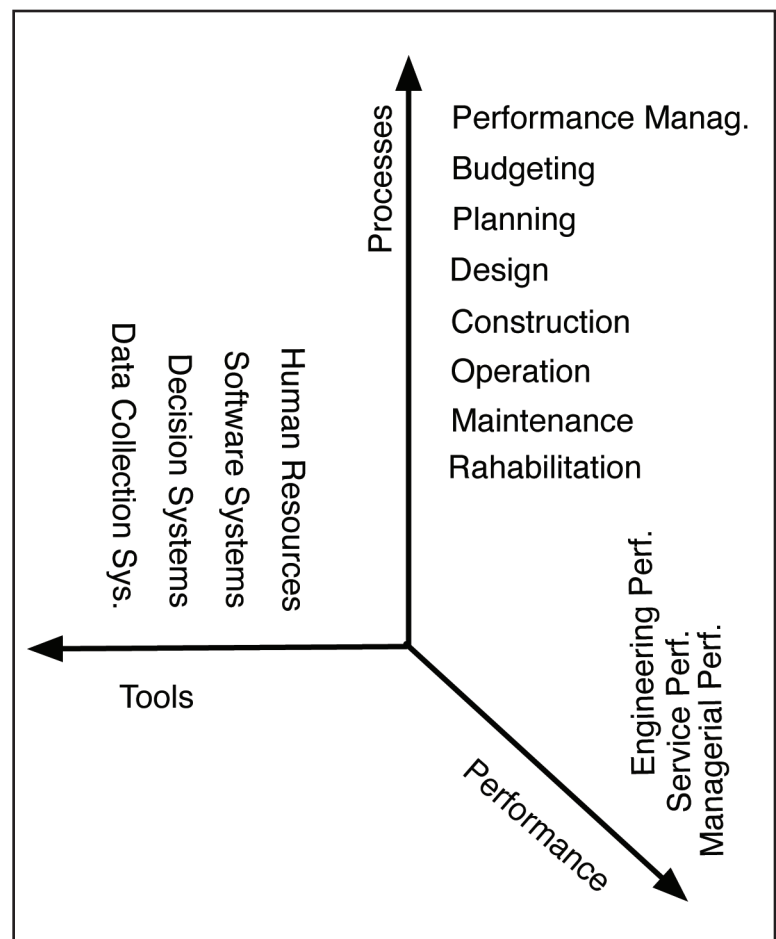 Processes
Performance Manag.
Budgeting
Planning
Design
Construction
Operation
Maintenance
Rahabilitation
Data Collection Sys.
Decision Systems
Software Systems
Human Resources
Tools
Performance
Engineering Perf.
Service Perf.
Managerial Perf.